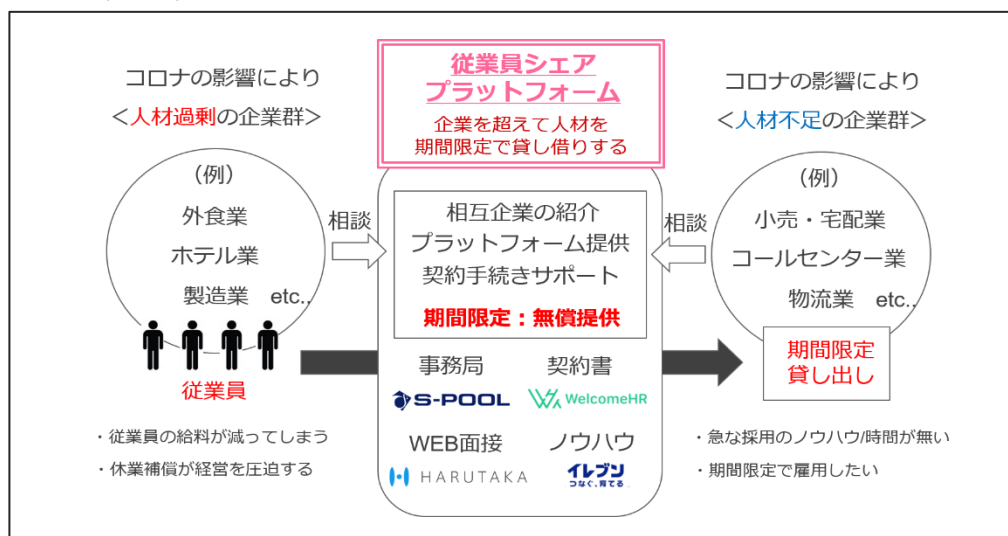 コロナの影響により
＜人材過剰の企業群＞
（例）
外食業
ホテル業
製造業　etc..
従業員
・従業員の給料が減ってしまう
・休業補償が経営を圧迫する
相談
従業員シェア
プラットフォーム
企業を超えて人材を
期間限定で貸し借りする
相互企業の紹介
プラットフォーム提供
契約手続きサポート
期間限定：無償提供
事務局
S-POOL
契約書
WelcomeHR
WEB面接
HARUTAKA
ノウハウ
イレブン
つなぐ、育てる
相談
コロナの影響により
＜人材不足の企業群＞
（例）
小売・宅配業
コールセンター業
物流業　etc..
期間限定
貸し出し
・急な採用のノウハウ/時間が無い
・期間限定で雇用したい